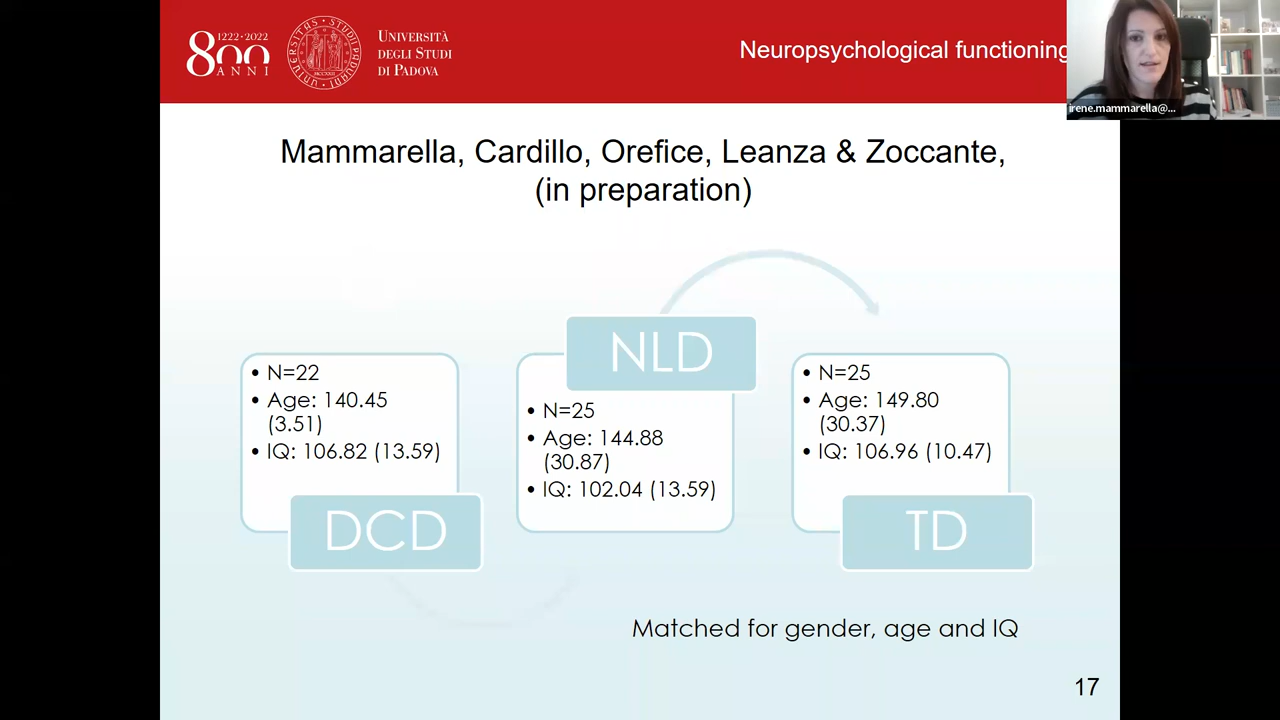 1222·2022
800
ANNI
UNIVERSITÀ
DEGLI STUDI
DI PADOVA
Neuropsychological functioning
irene.mammarella@...
Mammarella, Cardillo, Orefice, Leanza & Zoccante,
(in preparation)
• N=22
• Age: 140.45
(3.51)
• IQ: 106.82 (13.59)
DCD
NLD
• N=25
• Age: 144.88
(30.87)
• IQ: 102.04 (13.59)
• N=25
• Age: 149.80
(30.37)
• IQ: 106.96 (10.47)
TD
Matched for gender, age and IQ
17